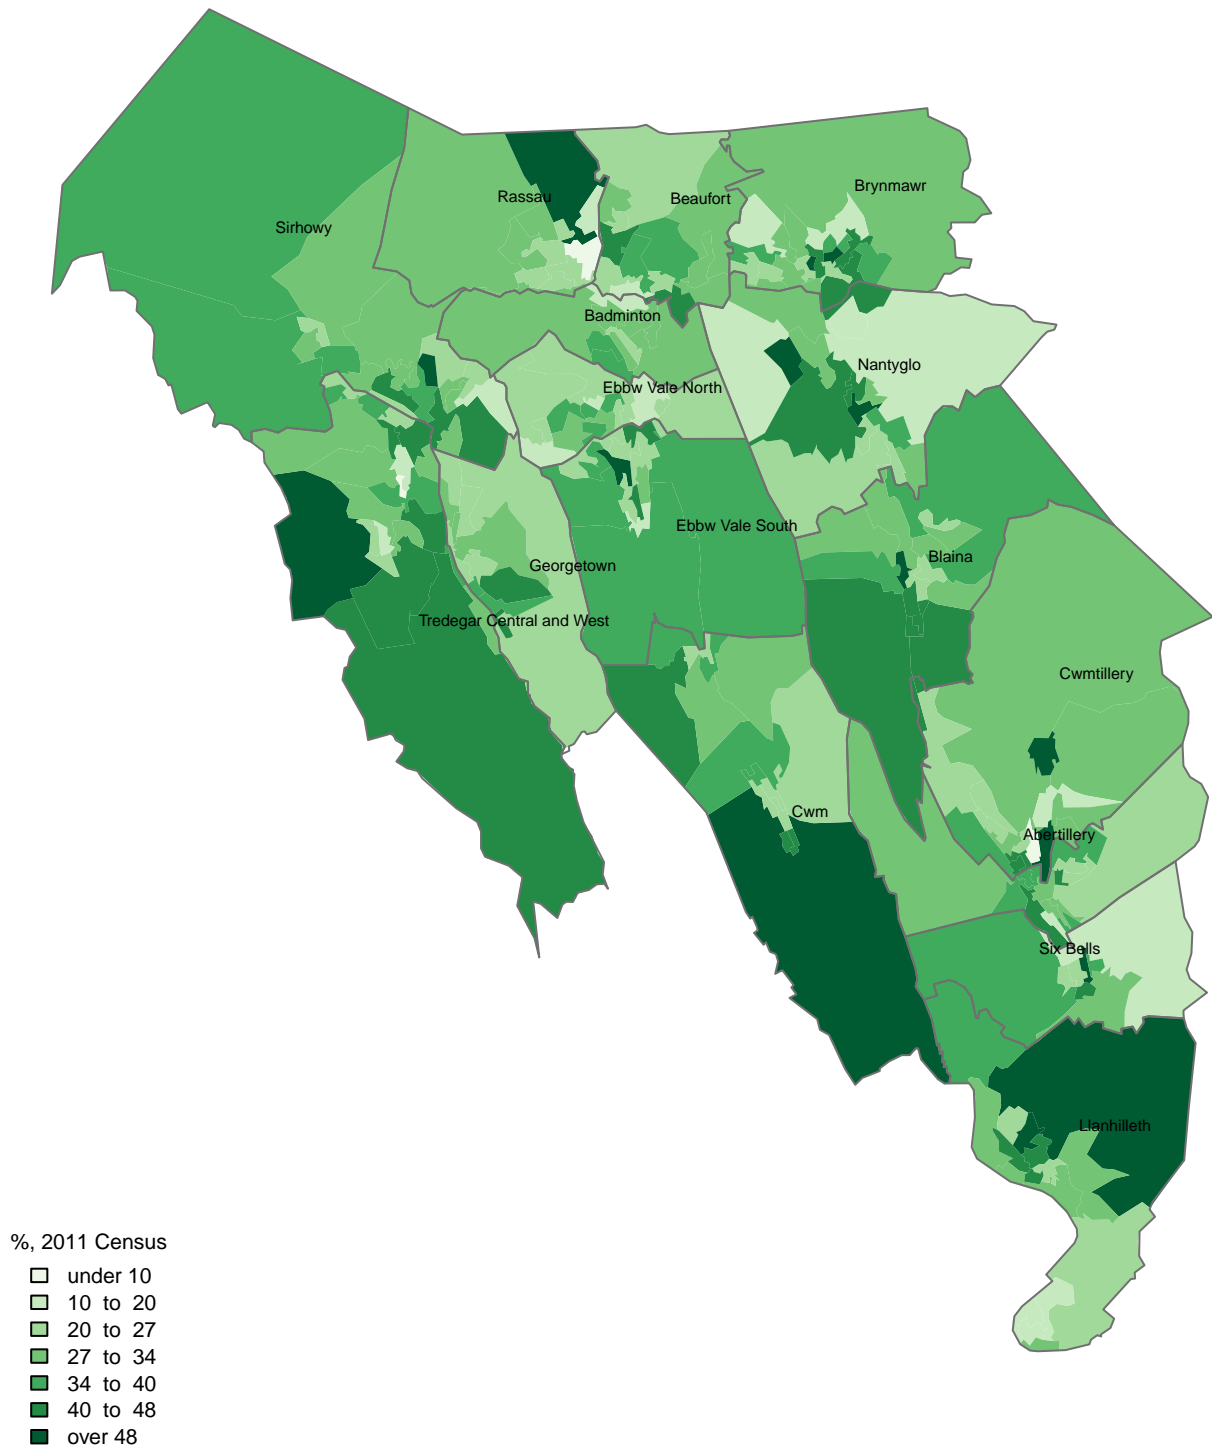 Brynmawr
Rassau
Beaufort
Sirhowy
Badminton
Nantyglo
Ebbw Vale North
Ebbw Vale South
Blaina
Georgetown
Tredegar Central and West
Cwmtillery
Cwm
Abertillery
Six Bells
Llanhilleth
%, 2011 Census
under 10
10 to 20
20 to 27
27 to 34
34 to 40
40 to 48
over 48